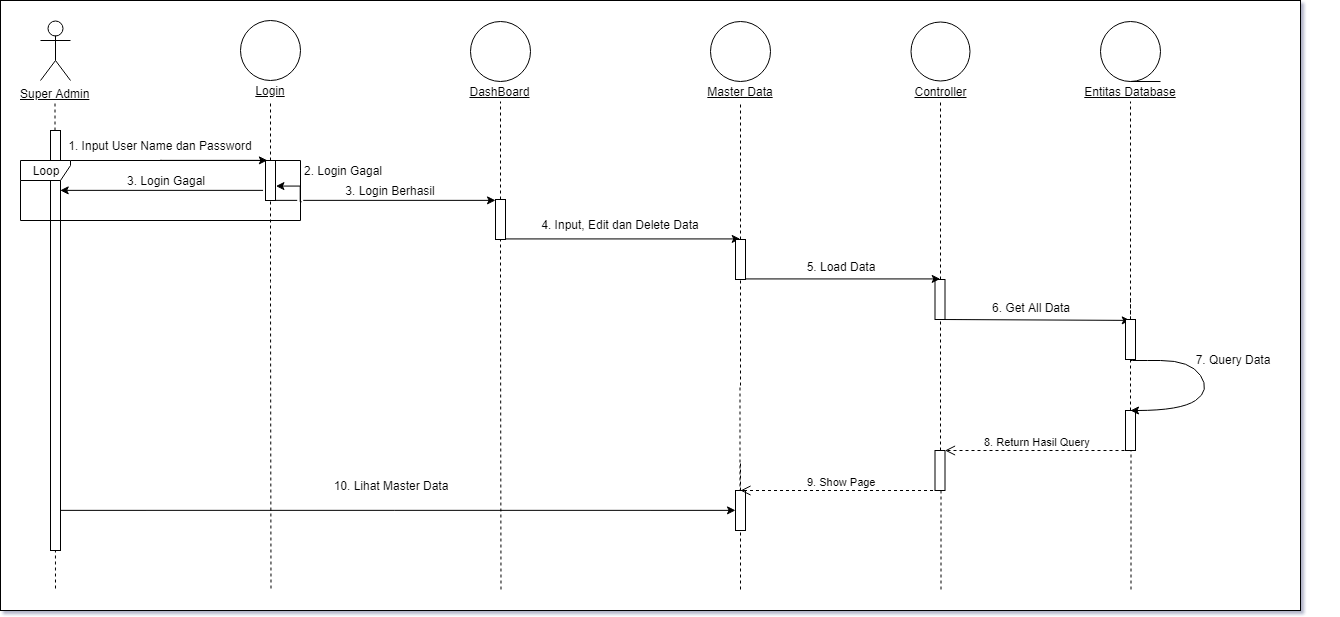 Super Admin
Login
DashBoard
Master Data
Controller
Entitas Database
1. Input User Name dan Password
Loop
2. Login Gagal
3. Login Gagal
3. Login Berhasil
4. Input, Edit dan Delete Data
5. Load Data
6. Get All Data
7. Query Data
8. Return Hasil Query
9. Show Page
10. Lihat Master Data